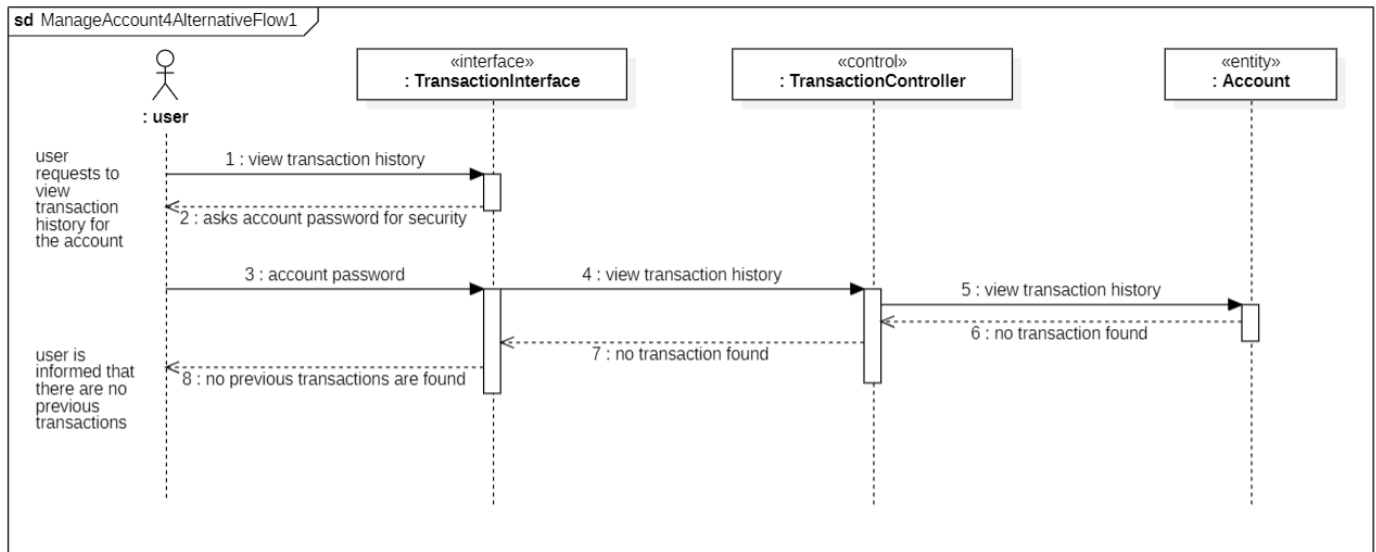 sd ManageAccount4AlternativeFlow1
«interface»
: TransactionInterface
«control»
: TransactionController
«entity»
: Account
: user
user
requests to
view
transaction
history for
the account
1 : view transaction history
2 : asks account password for security
3 : account password
4 : view transaction history
5 : view transaction history
6 : no transaction found
7 : no transaction found
8 : no previous transactions are found
user is
informed that
there are no
previous
transactions